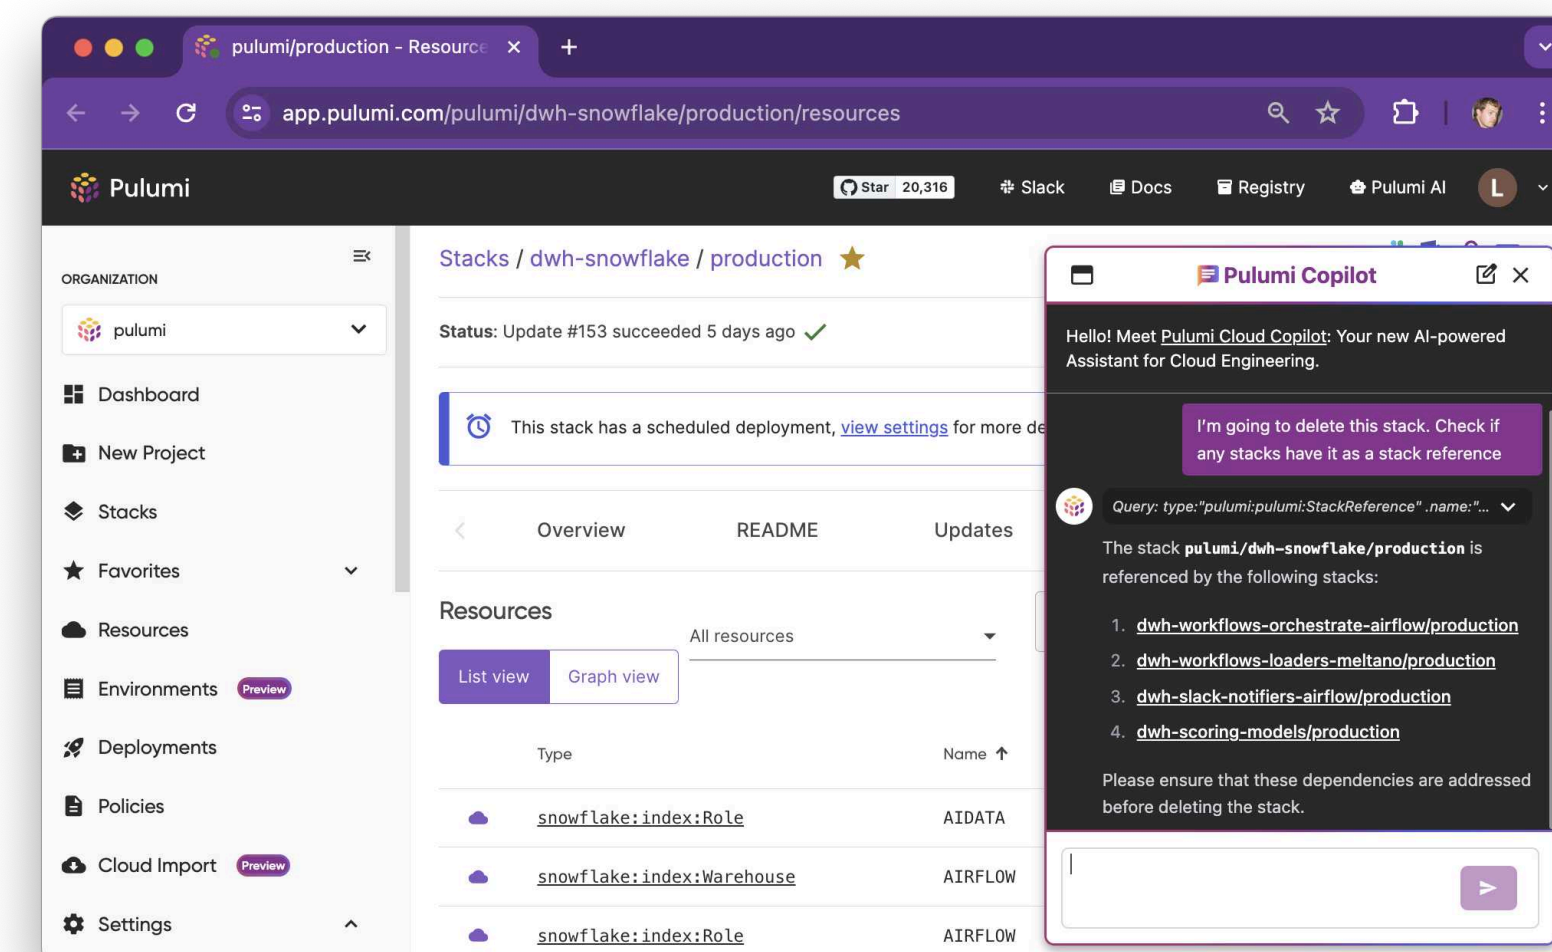 pulumi/production - Resource
app.pulumi.com/pulumi/dwh-snowflake/production/resources
Pulumi
Star 20,316
Slack
Docs
Registry
Pulumi AI
L
ORGANIZATION
pulumi
Dashboard
New Project
Stacks
Favorites
Resources
Environments Preview
Deployments
Policies
Cloud Import Preview
Settings
Stacks / dwh-snowflake / production
Status: Update #153 succeeded 5 days ago
This stack has a scheduled deployment, view settings for more de
Overview README Updates
Resources
All resources
List view Graph view
Type Name
snowflake:index:Role AIDATA
snowflake:index:Warehouse AIRFLOW
snowflake:index:Role AIRFLOW
Pulumi Copilot
Hello! Meet Pulumi Cloud Copilot: Your new AI-powered
Assistant for Cloud Engineering.
I'm going to delete this stack. Check if
any stacks have it as a stack reference
Query: type:"pulumi:pulumi:StackReference" .name:"...
The stack pulumi/dwh-snowflake/production is
referenced by the following stacks:
1. dwh-workflows-orchestrate-airflow/production
2. dwh-workflows-loaders-meltano/production
3. dwh-slack-notifiers-airflow/production
4. dwh-scoring-models/production
Please ensure that these dependencies are addressed
before deleting the stack.